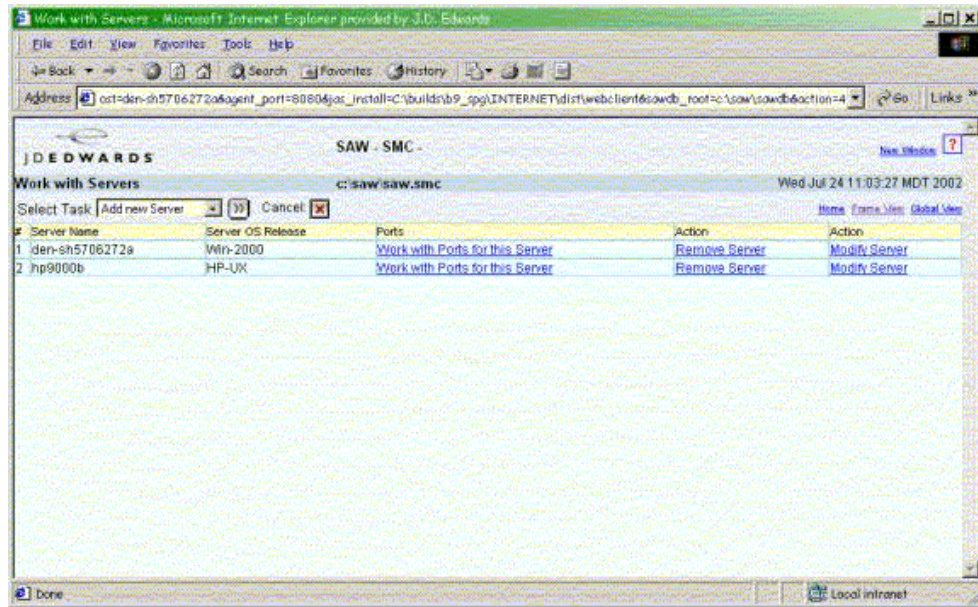 Work with Servers - Microsoft Internet Explorer provided by J.D. Edwards
File Edit View Favorites Tools Help
Back Search Favorites History
Address ost=den-sh5706272a&agent_port=8080&jas_install=C:\builds\b9_spg\INTERNET\dist\webclient&sawdb_root=c:\saw\sawdb&action=4 Go Links »
JDEDWARDS SAW - SMC - New Window ?
Work with Servers c:\saw\saw.smc Wed Jul 24 11:03:27 MDT 2002
Select Task Add new Server Cancel Home Frame View Global View
# Server Name Server OS Release Ports Action Action
1 den-sh5706272a Win-2000 Work with Ports for this Server Remove Server Modify Server
2 hp9000b HP-UX Work with Ports for this Server Remove Server Modify Server
Done Local intranet